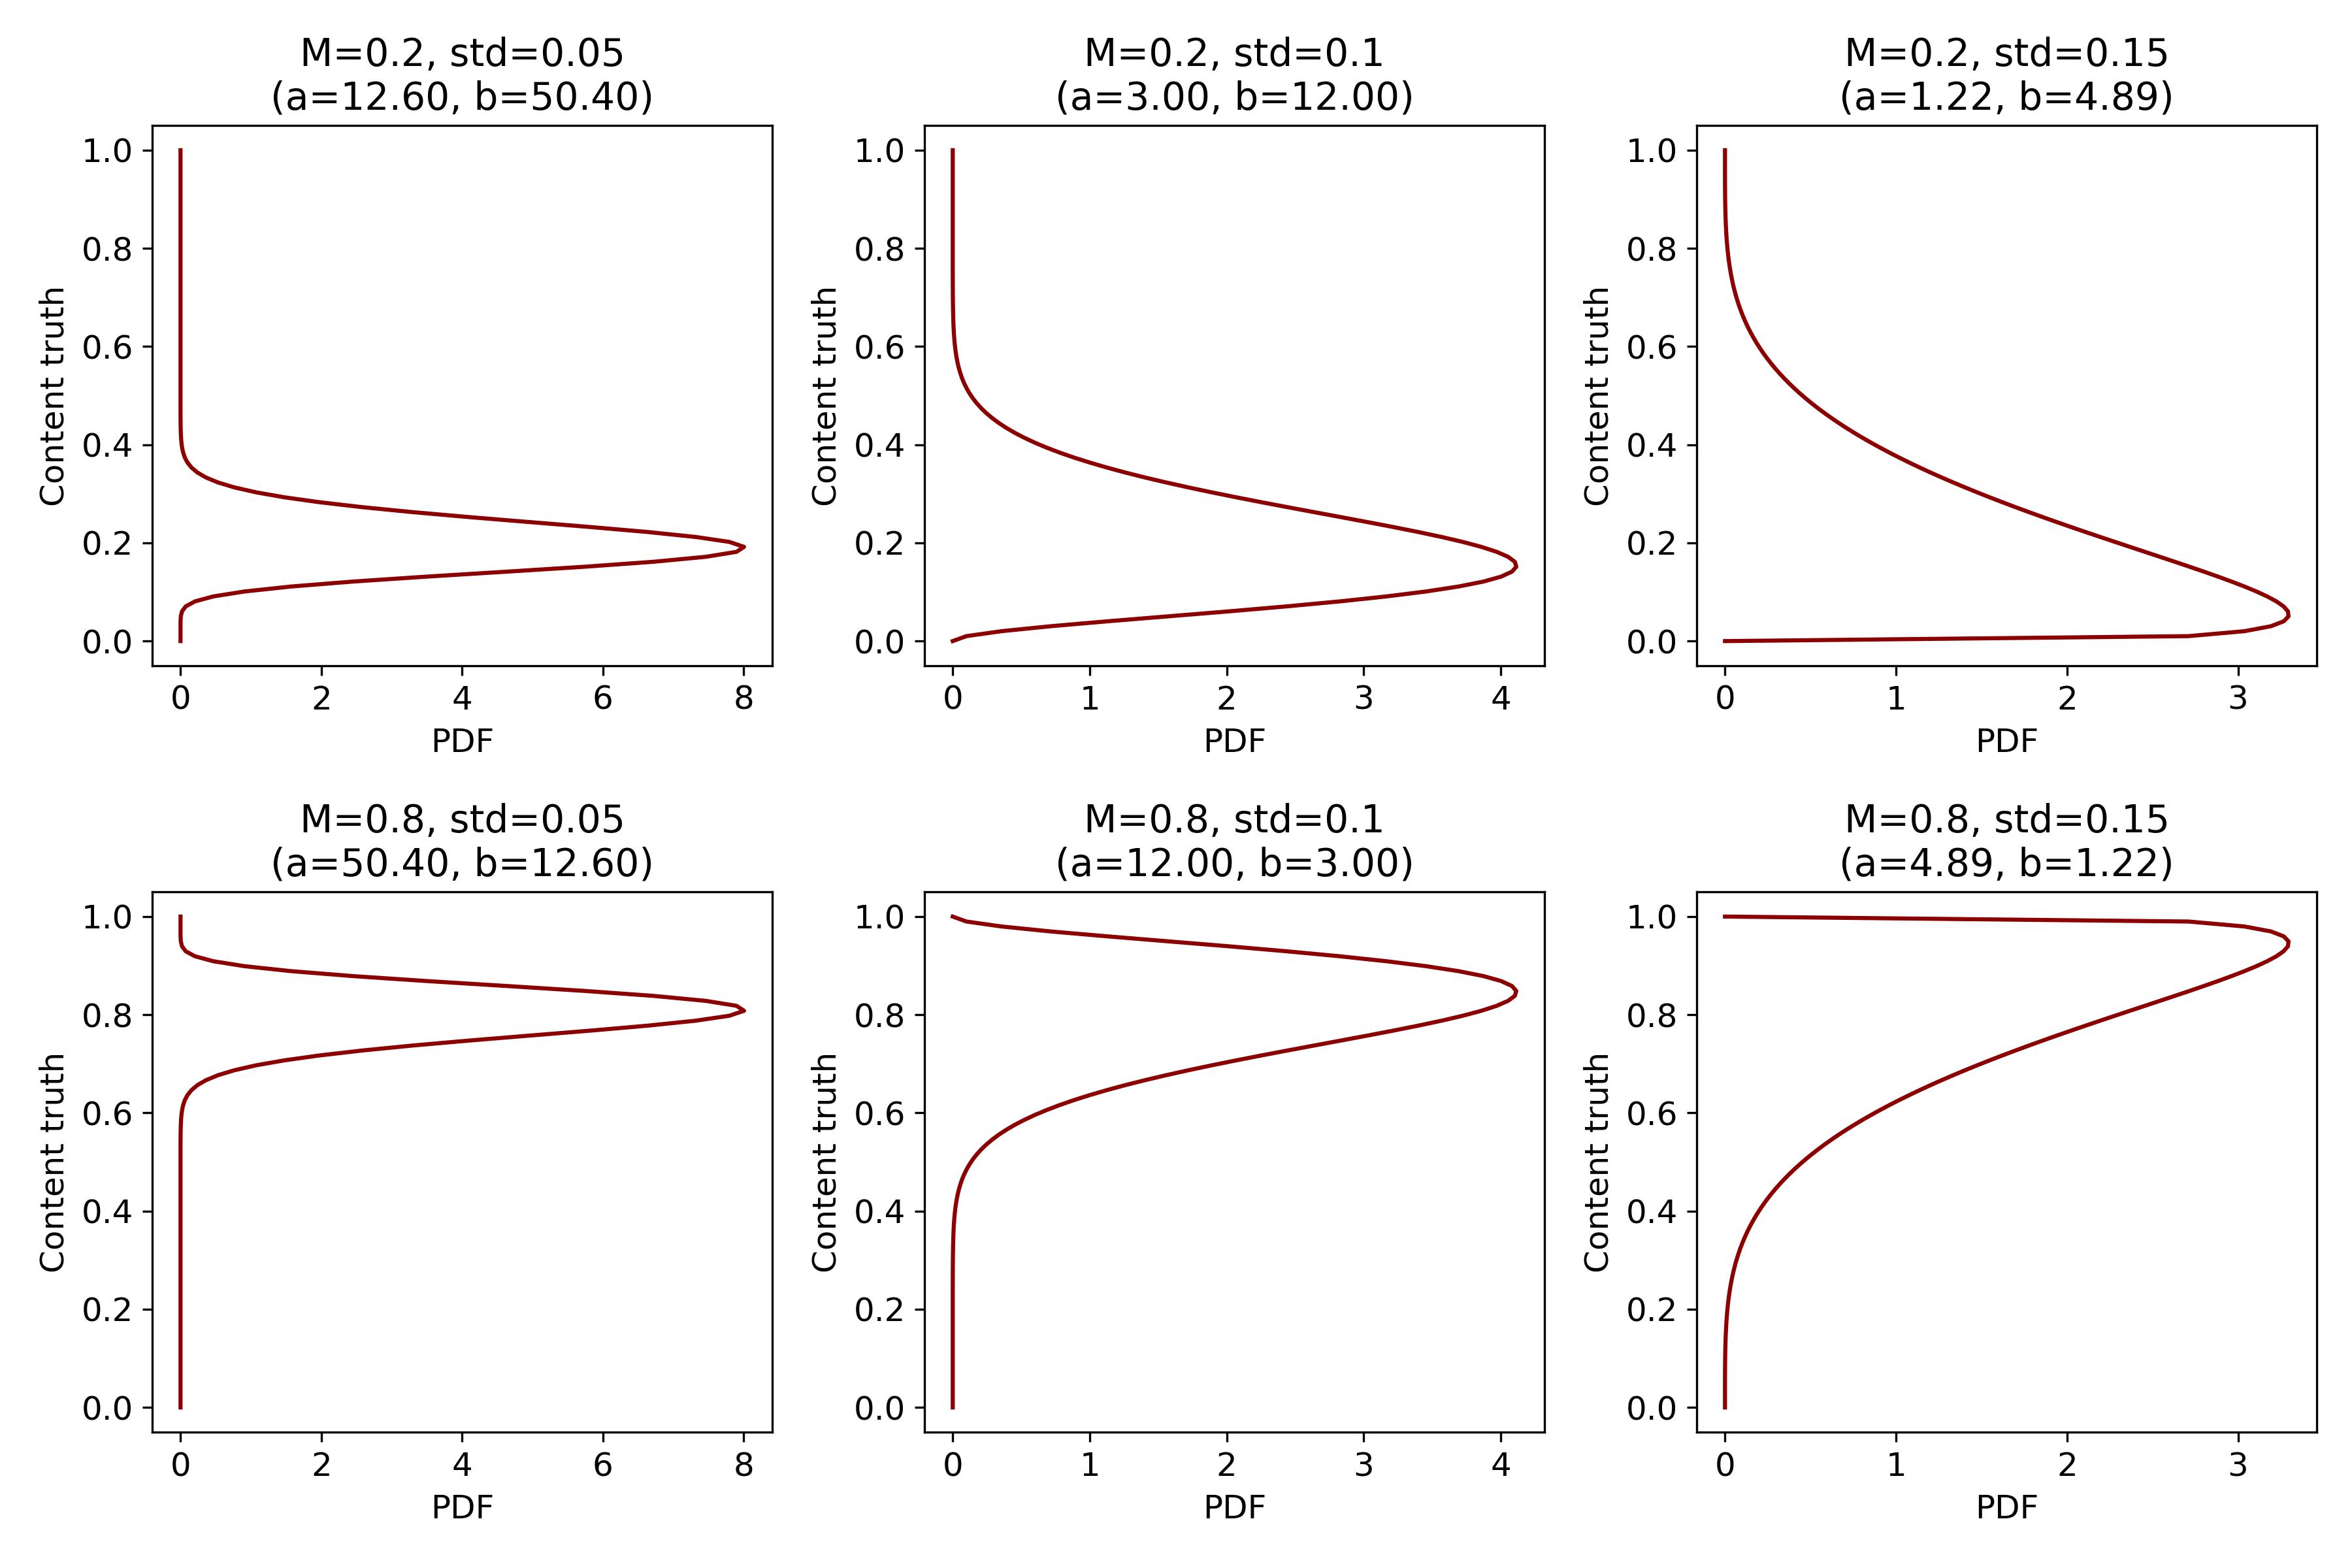 M=0.2, std=0.05
(a=12.60, b=50.40)
1.0
0.8
0.6
0.4
0.2
0.0
Content truth
0 2 4 6 8
PDF
M=0.2, std=0.1
(a=3.00, b=12.00)
1.0
0.8
0.6
0.4
0.2
0.0
Content truth
0 1 2 3 4
PDF
M=0.2, std=0.15
(a=1.22, b=4.89)
1.0
0.8
0.6
0.4
0.2
0.0
Content truth
0 1 2 3
PDF
M=0.8, std=0.05
(a=50.40, b=12.60)
1.0
0.8
0.6
0.4
0.2
0.0
Content truth
0 2 4 6 8
PDF
M=0.8, std=0.1
(a=12.00, b=3.00)
1.0
0.8
0.6
0.4
0.2
0.0
Content truth
0 1 2 3 4
PDF
M=0.8, std=0.15
(a=4.89, b=1.22)
1.0
0.8
0.6
0.4
0.2
0.0
Content truth
0 1 2 3
PDF